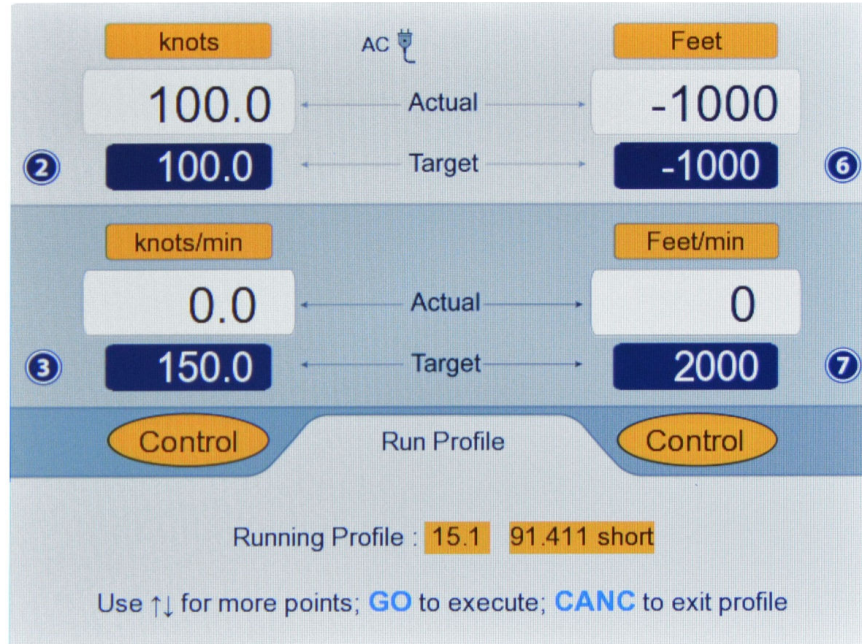 knots AC Feet
100.0 Actual -1000
2 100.0 Target -1000 6
knots/min Feet/min
0.0 Actual 0
3 150.0 Target 2000 7
Control Run Profile Control
Running Profile : 15.1 91.411 short
Use ↑↓ for more points; GO to execute; CANC to exit profile